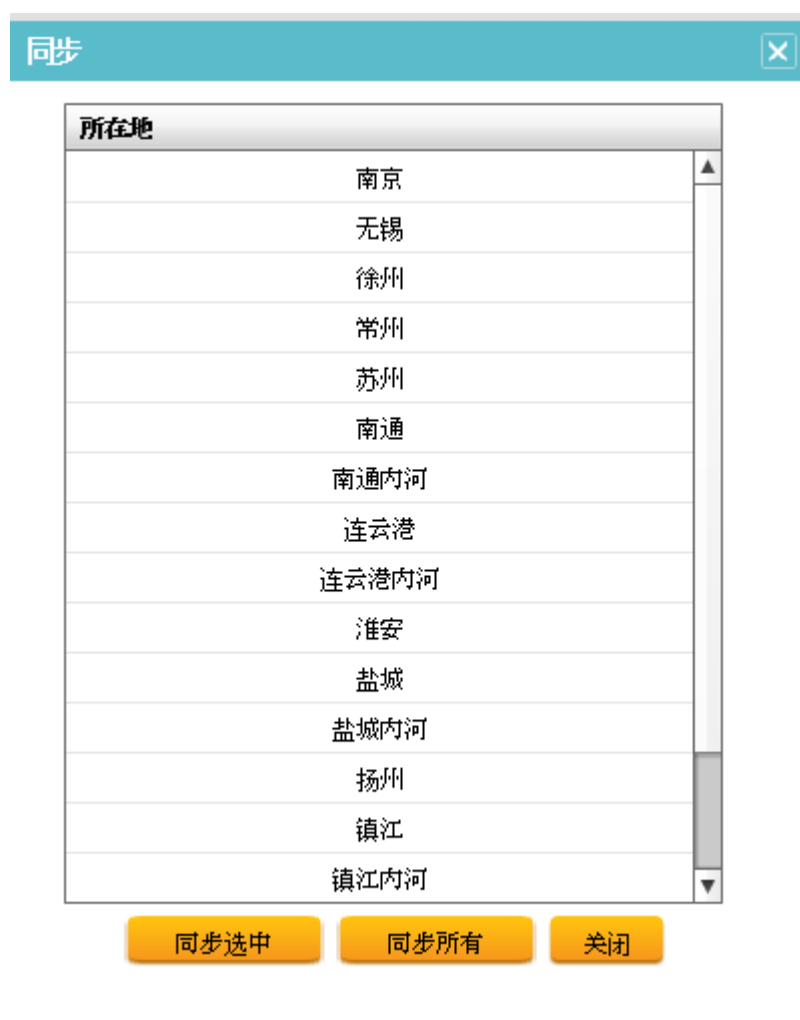 同步
所在地
南京
无锡
徐州
常州
苏州
南通
南通内河
连云港
连云港内河
淮安
盐城
盐城内河
扬州
镇江
镇江内河
同步选中 同步所有 关闭